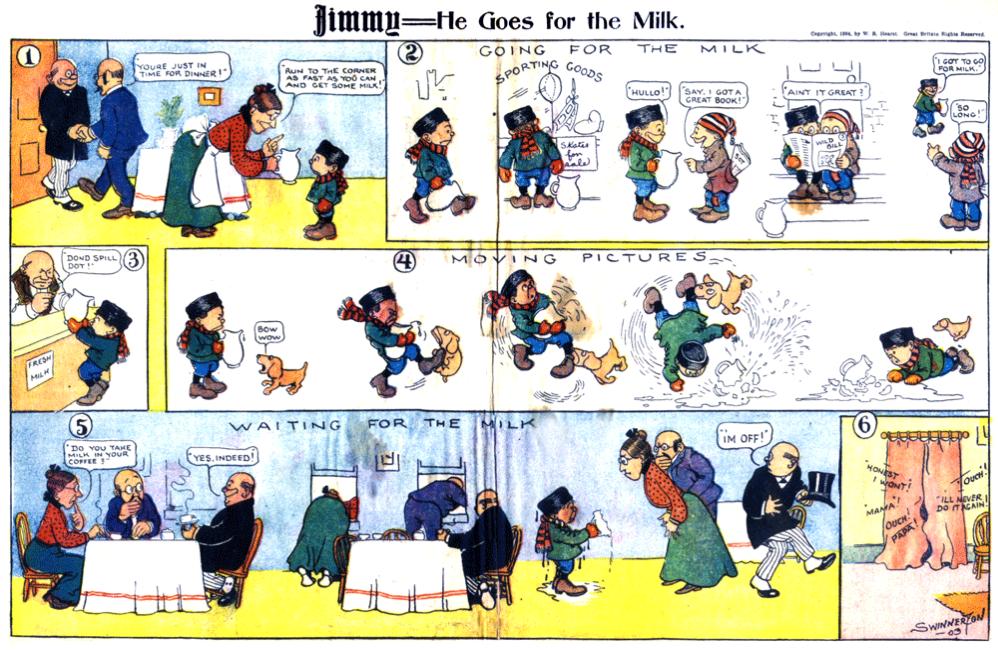 Jimmy=He Goes for the Milk.
Copyright, 1904, by W. R. Hearst. Great Britain Rights Reserved.
1
"YOU'RE JUST IN
TIME FOR DINNER!"
"RUN TO THE CORNER
AS FAST AS YOU CAN
AND GET SOME MILK!"
2
GOING FOR THE MILK
SPORTING GOODS
Skates
for
sale
"HULLO!"
"SAY. I GOT A
GREAT BOOK!"
"AINT IT GREAT?"
WILD
BILL
"I GOT TO GO
FOR MILK."
"SO
LONG!"
3
"DOND SPILL
DOT!"
FRESH
MILK
4
MOVING PICTURES
BOW
WOW
5
WAITING FOR THE MILK
"DO YOU TAKE
MILK IN YOUR
COFFEE?"
"YES, INDEED!"
"IM OFF!"
6
"HONEST
I WONT!
"MAMA"!
OUCH!
PAPA!
OUCH!
"ILL NEVER
DO IT AGAIN!
SWINNERTON
-03